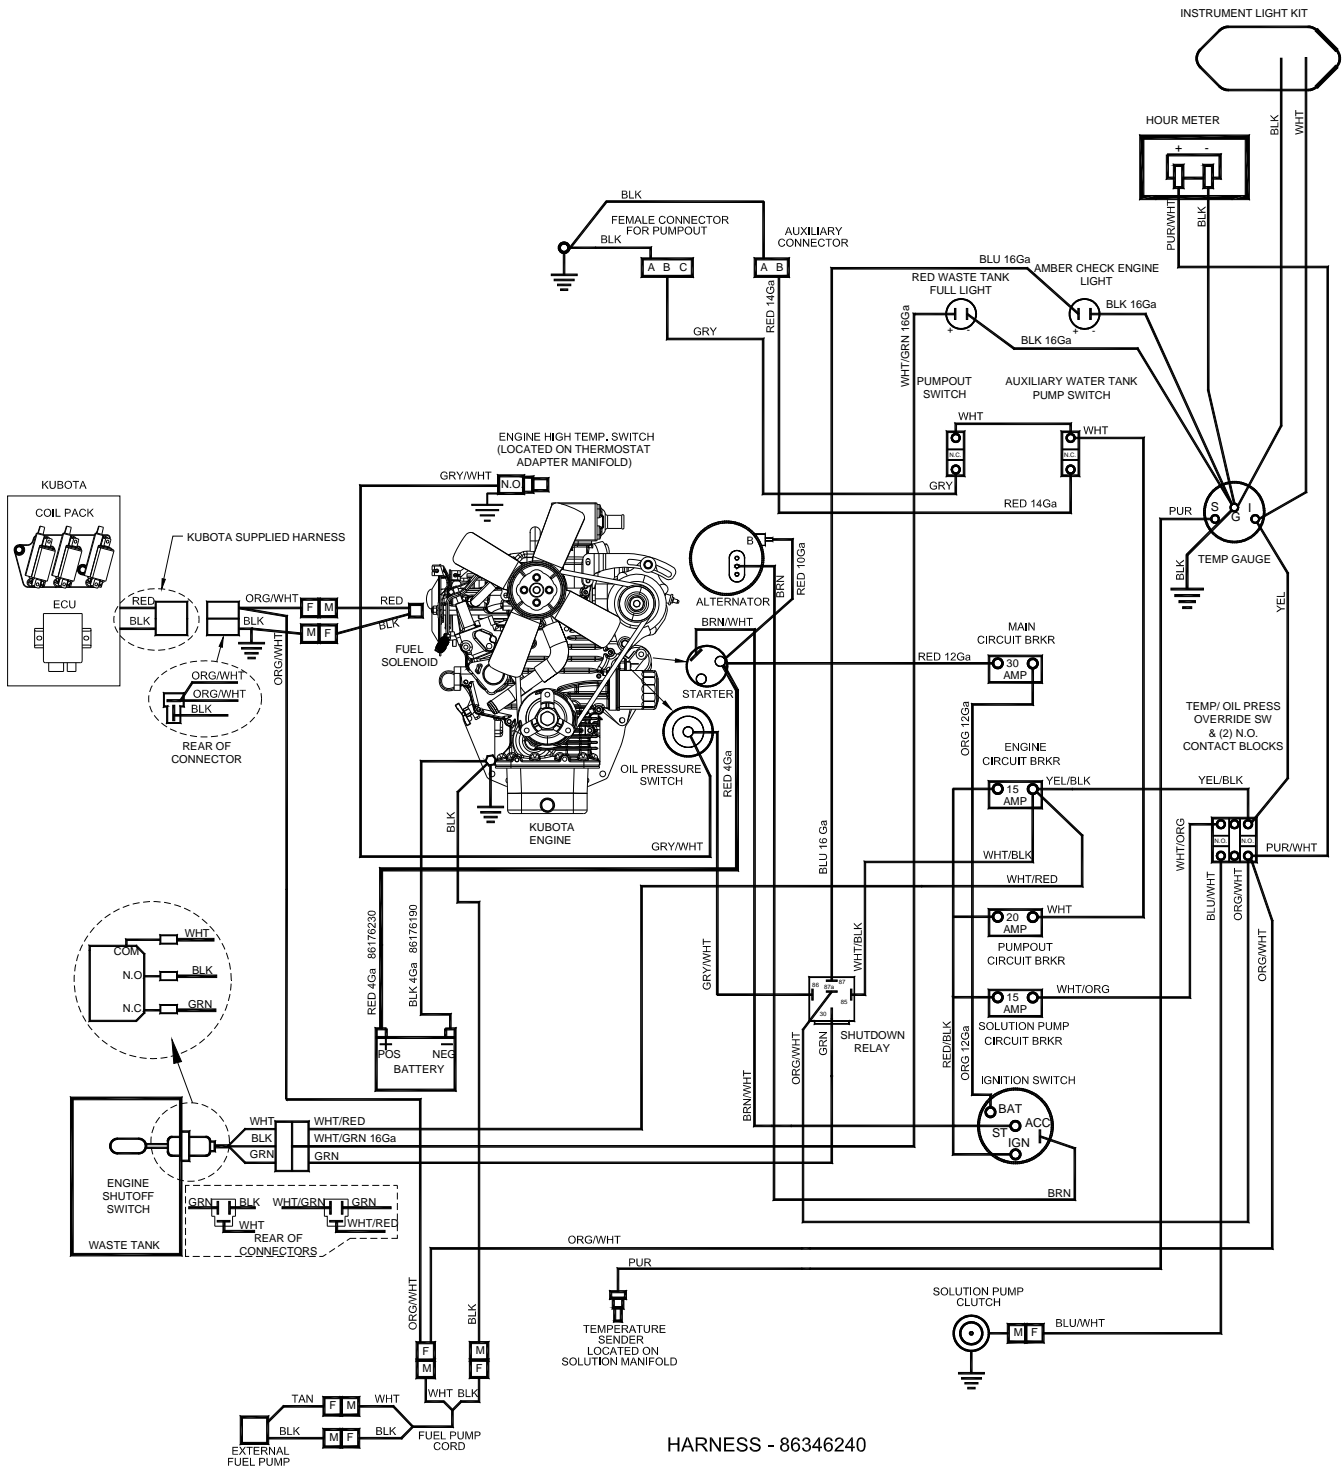 INSTRUMENT LIGHT KIT
BLK
WHT
HOUR METER
+ -
PUR/WHT
BLK
BLK
FEMALE CONNECTOR
FOR PUMPOUT
BLK
A B C
AUXILIARY
CONNECTOR
A B
RED 14Ga
GRY
BLU 16Ga
AMBER CHECK ENGINE
LIGHT
RED WASTE TANK
FULL LIGHT
+ -
+ -
BLK 16Ga
BLK 16Ga
WHT/GRN 16Ga
PUMPOUT
SWITCH
AUXILIARY WATER TANK
PUMP SWITCH
WHT
WHT
N.C.
N.C.
GRY
RED 14Ga
ENGINE HIGH TEMP. SWITCH
(LOCATED ON THERMOSTAT
ADAPTER MANIFOLD)
GRY/WHT
N.O.
KUBOTA
COIL PACK
ECU
KUBOTA SUPPLIED HARNESS
RED
BLK
ORG/WHT
BLK
F M
M F
RED
BLK
FUEL
SOLENOID
ORG/WHT
ORG/WHT
ORG/WHT
BLK
REAR OF
CONNECTOR
B
ALTERNATOR
BRN
RED 10Ga
BRN/WHT
STARTER
OIL PRESSURE
SWITCH
RED 4Ga
KUBOTA
ENGINE
BLK
GRY/WHT
PUR
S G I
TEMP GAUGE
BLK
YEL
RED 12Ga
MAIN
CIRCUIT BRKR
30
AMP
ORG 12Ga
ENGINE
CIRCUIT BRKR
15
AMP
YEL/BLK
YEL/BLK
TEMP/ OIL PRESS
OVERRIDE SW
& (2) N.O.
CONTACT BLOCKS
N.O.
N.O.
WHT/ORG
PUR/WHT
BLU/WHT
ORG/WHT
ORG/WHT
WHT/BLK
WHT/RED
BLU 16 Ga
20
AMP
WHT
PUMPOUT
CIRCUIT BRKR
15
AMP
WHT/ORG
SOLUTION PUMP
CIRCUIT BRKR
GRY/WHT
WHT/BLK
86
87
87a
85
30
SHUTDOWN
RELAY
ORG/WHT
GRN
RED/BLK
ORG 12Ga
IGNITION SWITCH
BAT
ACC
ST
IGN
BRN
BRN/WHT
RED 4Ga 86176230
BLK 4Ga 86176190
+ −
POS NEG
BATTERY
COM
WHT
N.O
BLK
N.C
GRN
WHT
BLK
GRN
WHT/RED
WHT/GRN 16Ga
GRN
ENGINE
SHUTOFF
SWITCH
WASTE TANK
GRN BLK
WHT
WHT/GRN GRN
WHT/RED
REAR OF
CONNECTORS
ORG/WHT
PUR
ORG/WHT
BLK
TEMPERATURE
SENDER
LOCATED ON
SOLUTION MANIFOLD
SOLUTION PUMP
CLUTCH
M F
BLU/WHT
F
M
M
F
WHT BLK
TAN
F M
WHT
BLK
M F
BLK
EXTERNAL
FUEL PUMP
FUEL PUMP
CORD
HARNESS - 86346240